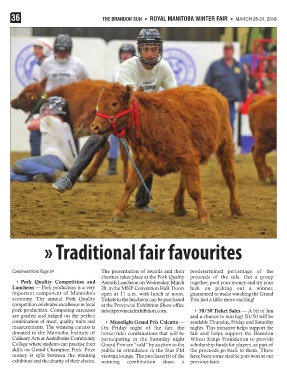 36
THE BRANDON SUN • ROYAL MANITOBA WINTER FAIR • MARCH 26-31, 2018
» Traditional fair favourites
Continued from Page 34
• Pork Quality Competition and
Luncheon — Pork production is a very
important component of Manitoba's
economy. The annual Pork Quality
competition celebrates excellence in local
pork production. Competing carcasses
are graded and judged on the perfect
combination of meat, quality traits and
measurements. The winning carcass is
donated to the Manitoba Institute of
Culinary Arts at Assiniboine Community
College where students can practise their
skills on Grand Champion Pork. Prize
money is split between the winning
exhibitor and the charity of their choice.
The presentation of awards and their
charities takes place at the Pork Quality
Awards Luncheon on Wednesday, March
28, in the MNP Convention Hall. Doors
open at 11 a.m. with lunch at noon.
Tickets to the luncheon can be purchased
at the Provincial Exhibition Show office
info@provincialexhibition.com.
• Moonlight Grand Prix Calcutta —
On Friday night of the fair, the
horse/rider combinations that will be
participating in the Saturday night
Grand Prix are "sold" by auction to the
public in attendance in the Star FM
viewing lounge. The purchaser(s) of the
winning combination share a
predetermined percentage of the
proceeds of the sale. Get a group
together, pool your money and try your
luck on picking out a winner,
guaranteed to make watching the Grand
Prix just a little more exciting!
• 50/50 Ticket Sales — A bit of fun
and a chance to win big! 50/50 will be
available Thursday, Friday and Saturday
nights. This initiative helps support the
fair and helps support the Brandon
Wheat Kings Foundation to provide
scholarship funds for players, as part of
the proceeds go back to them. There
have been some sizable pots won at our
previous fairs.